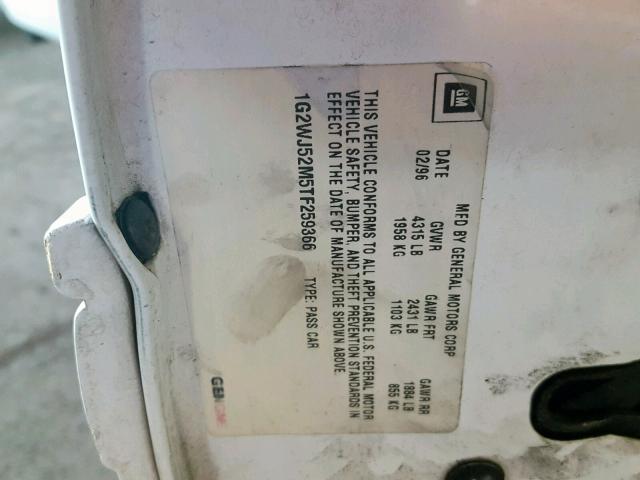 GM
MFD BY GENERAL MOTORS CORP
DATE GVWR GAWR FRT GAWR RR
02/96 4315 LB 2431 LB 1884 LB
1958 KG 1103 KG 855 KG
THIS VEHICLE CONFORMS TO ALL APPLICABLE U.S. FEDERAL MOTOR
VEHICLE SAFETY, BUMPER, AND THEFT PREVENTION STANDARDS IN
EFFECT ON THE DATE OF MANUFACTURE SHOWN ABOVE.
1G2WJ52M5TF259366 TYPE: PASS CAR